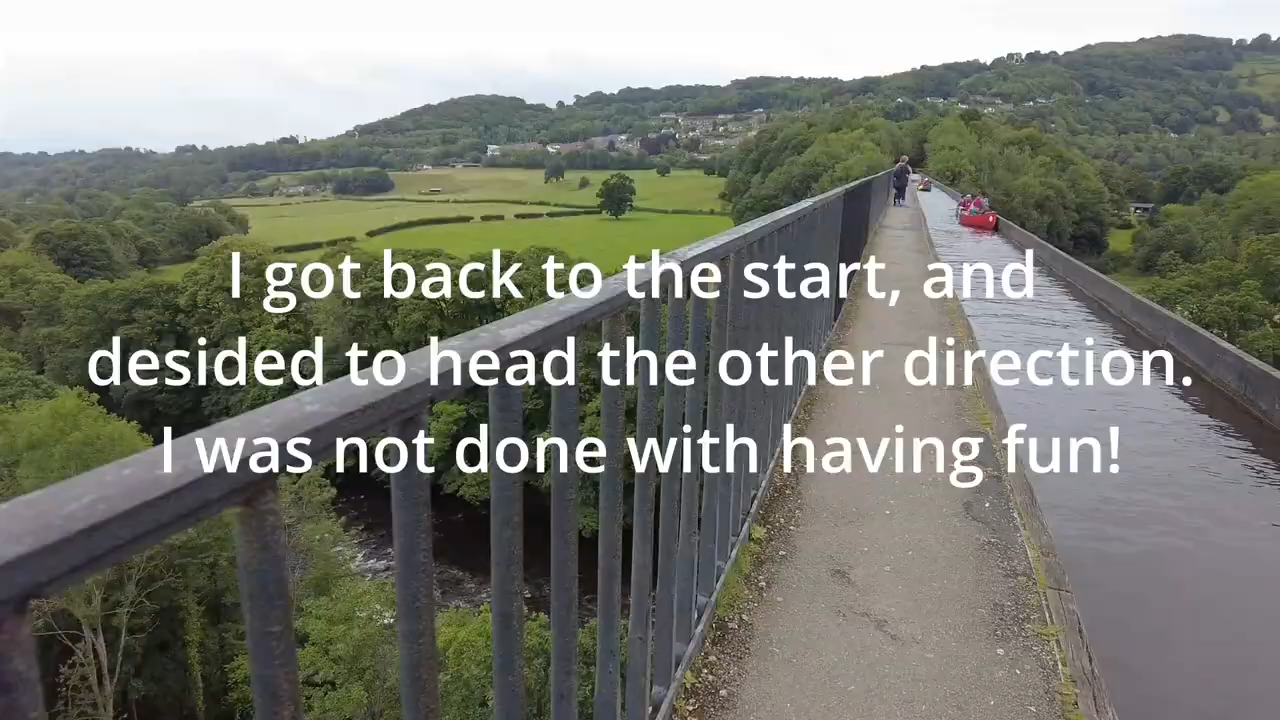 I got back to the start, and
desided to head the other direction.
I was not done with having fun!